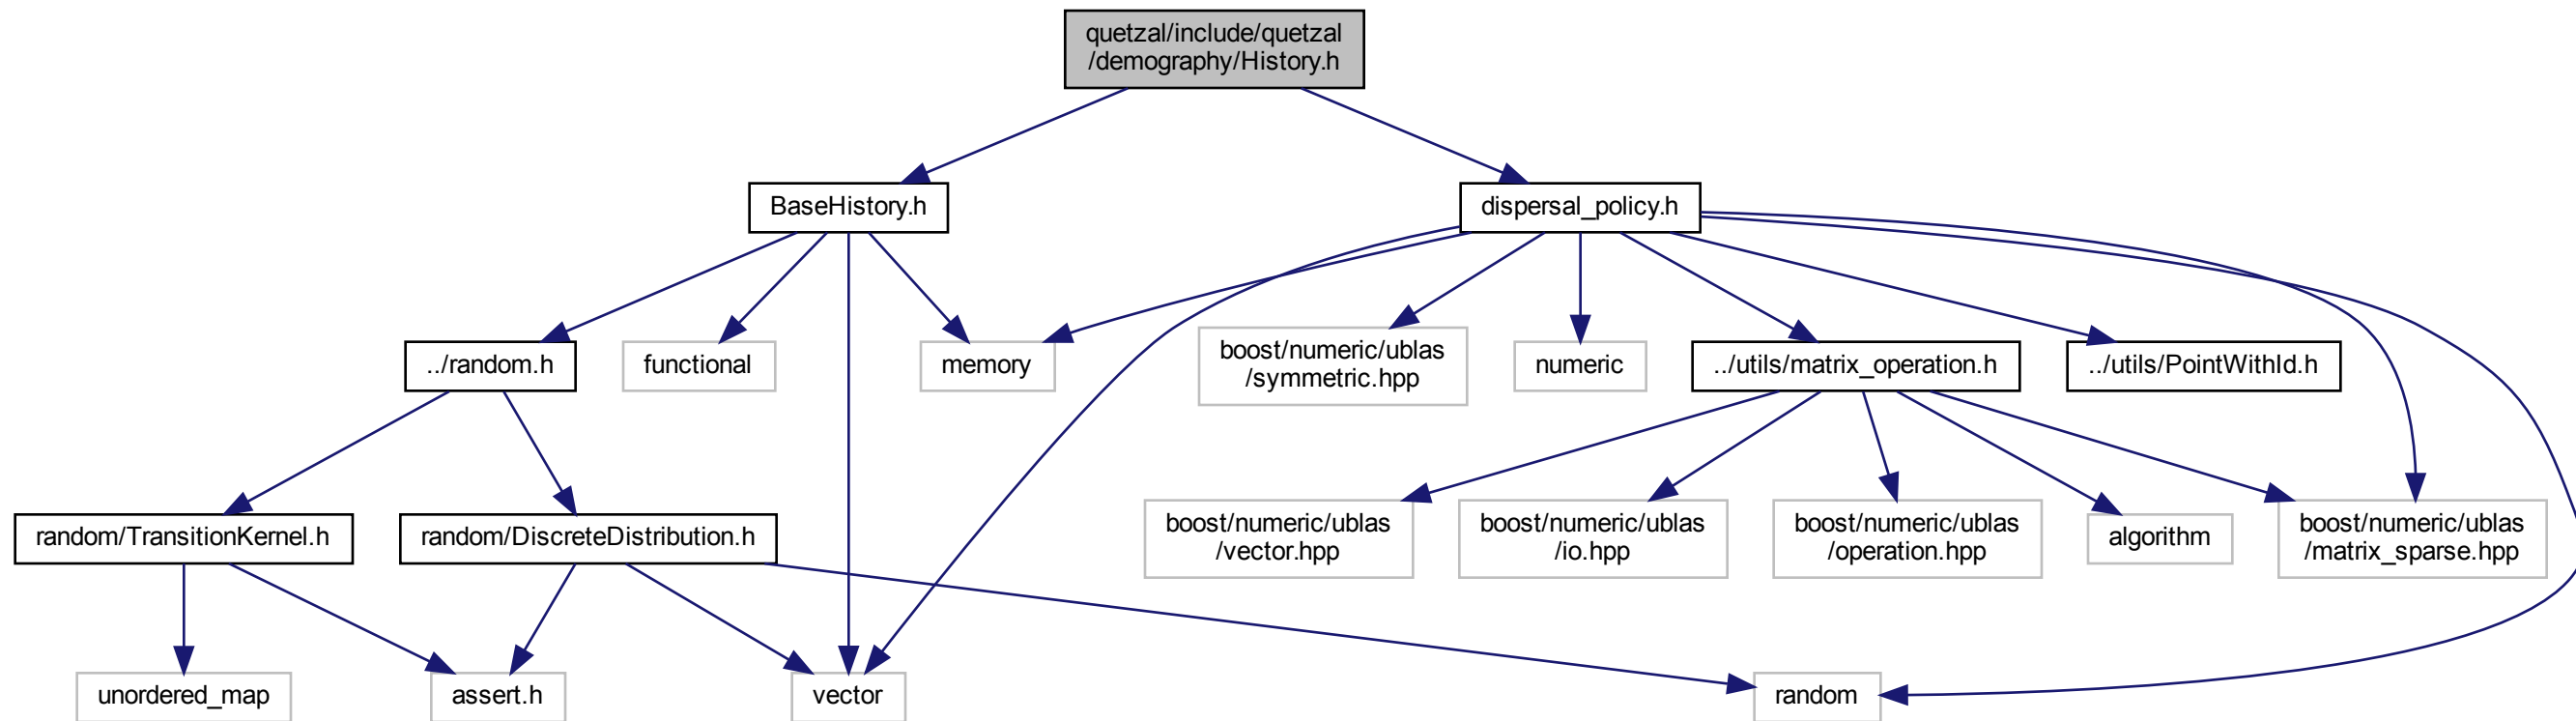 quetzal/include/quetzal
/demography/History.h
BaseHistory.h
dispersal_policy.h
../random.h
functional
memory
boost/numeric/ublas
/symmetric.hpp
numeric
../utils/matrix_operation.h
../utils/PointWithId.h
random/TransitionKernel.h
random/DiscreteDistribution.h
boost/numeric/ublas
/vector.hpp
boost/numeric/ublas
/io.hpp
boost/numeric/ublas
/operation.hpp
algorithm
boost/numeric/ublas
/matrix_sparse.hpp
unordered_map
assert.h
vector
random